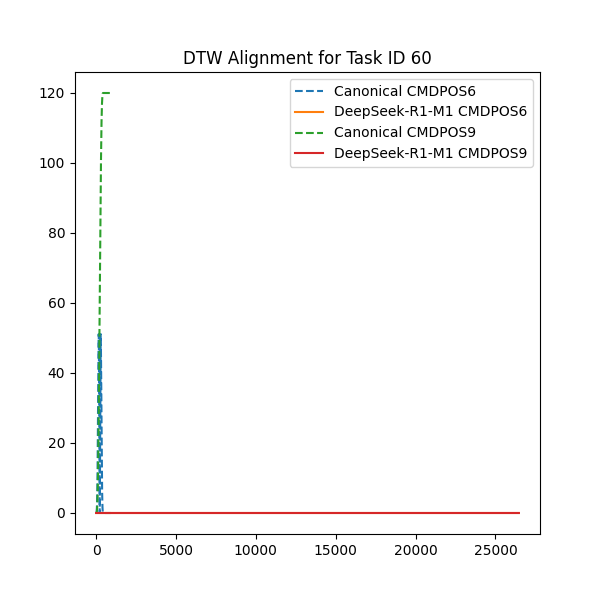 DTW Alignment for Task ID 60
Canonical CMDPOS6
DeepSeek-R1-M1 CMDPOS6
Canonical CMDPOS9
DeepSeek-R1-M1 CMDPOS9
120
100
80
60
40
20
0
0 5000 10000 15000 20000 25000